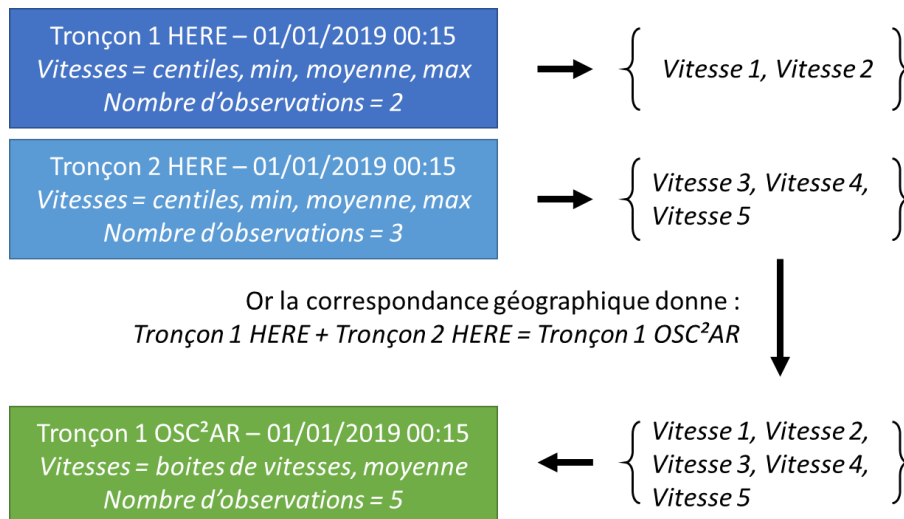 Tronçon 1 HERE – 01/01/2019 00:15
Vitesses = centiles, min, moyenne, max
Nombre d'observations = 2
Vitesse 1, Vitesse 2
Tronçon 2 HERE – 01/01/2019 00:15
Vitesses = centiles, min, moyenne, max
Nombre d'observations = 3
Vitesse 3, Vitesse 4,
Vitesse 5
Or la correspondance géographique donne :
Tronçon 1 HERE + Tronçon 2 HERE = Tronçon 1 OSC²AR
Tronçon 1 OSC²AR – 01/01/2019 00:15
Vitesses = boites de vitesses, moyenne
Nombre d'observations = 5
Vitesse 1, Vitesse 2,
Vitesse 3, Vitesse 4,
Vitesse 5